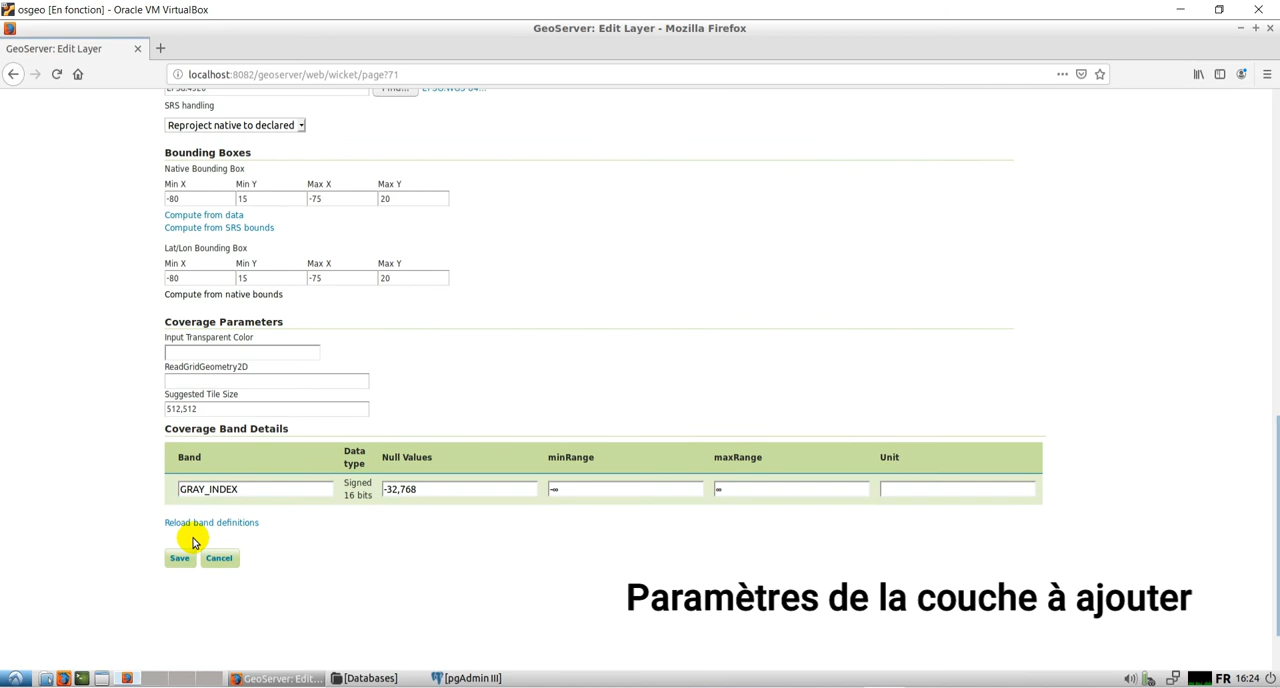 osgeo [En fonction] - Oracle VM VirtualBox
GeoServer: Edit Layer - Mozilla Firefox
GeoServer: Edit Layer
localhost:8082/geoserver/web/wicket/page?71
SRS handling
Reproject native to declared
Bounding Boxes
Native Bounding Box
Min X Min Y Max X Max Y
-80 15 -75 20
Compute from data
Compute from SRS bounds
Lat/Lon Bounding Box
Min X Min Y Max X Max Y
-80 15 -75 20
Compute from native bounds
Coverage Parameters
Input Transparent Color
ReadGridGeometry2D
Suggested Tile Size
512,512
Coverage Band Details
Band Data type Null Values minRange maxRange Unit
GRAY_INDEX Signed 16 bits -32,768 -∞ ∞
Reload band definitions
Save Cancel
Paramètres de la couche à ajouter
GeoServer: Edit... [Databases] [pgAdmin III] FR 16:24